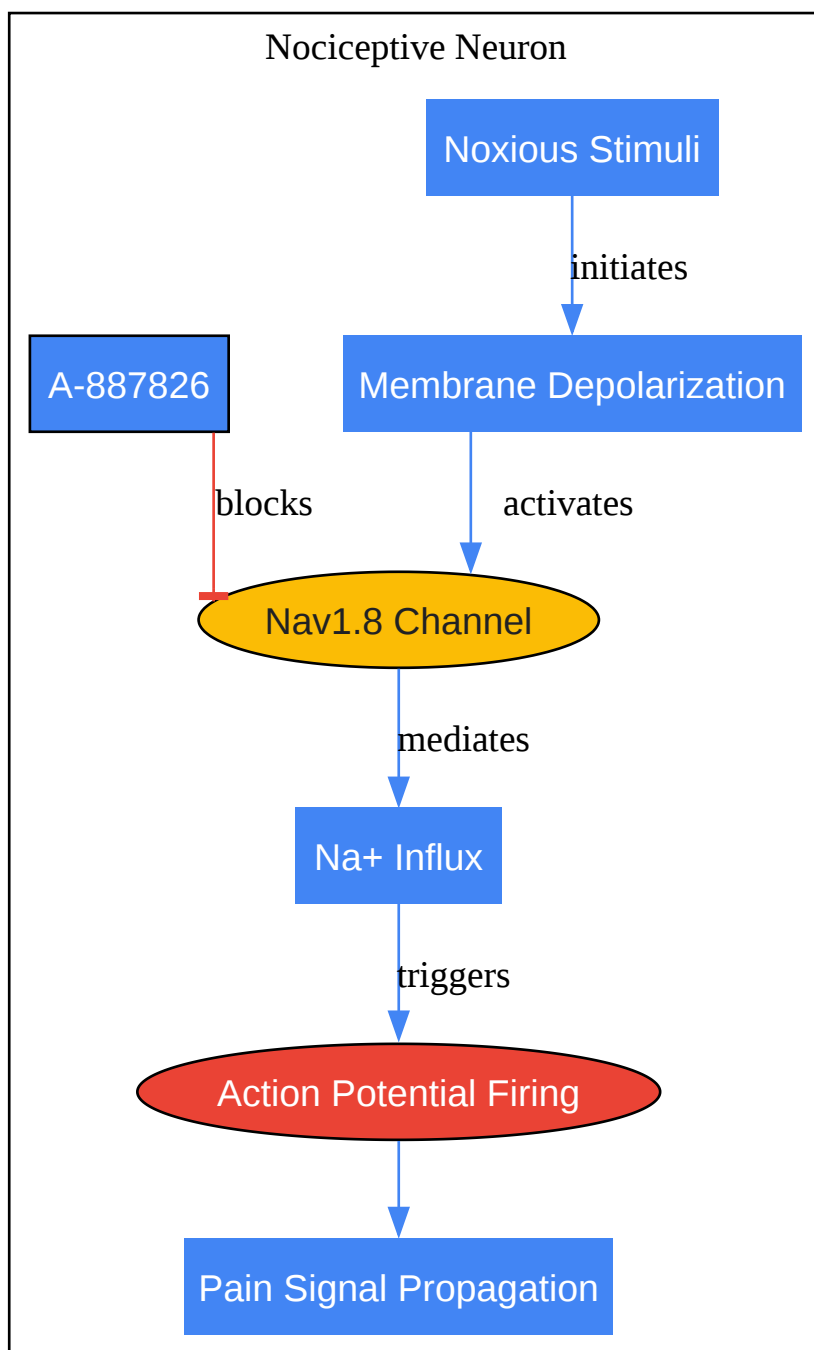 Nociceptive Neuron
Noxious Stimuli
initiates
A-887826
Membrane Depolarization
blocks
activates
Nav1.8 Channel
mediates
Na+ Influx
triggers
Action Potential Firing
Pain Signal Propagation